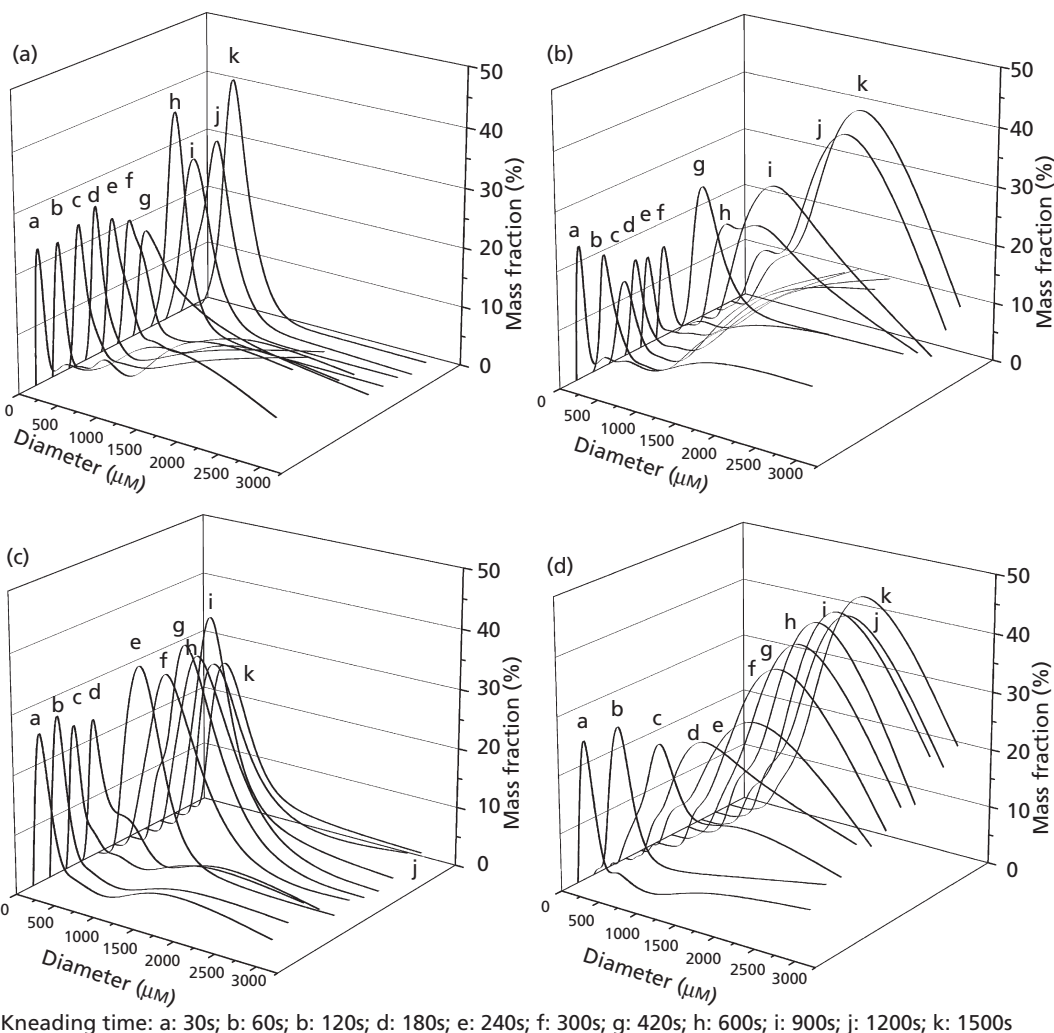 (a)
k
h
j
i
f
e
d
c
b
a
g
50
40
30
20
10
0
Mass fraction (%)
0
500
1000
1500
2000
2500
3000
Diameter (μM)
(b)
k
j
g
i
h
f
e
d
c
b
a
50
40
30
20
10
0
Mass fraction (%)
0
500
1000
1500
2000
2500
3000
Diameter (μM)
(c)
i
g
h
e
f
k
d
c
b
a
j
50
40
30
20
10
0
Mass fraction (%)
0
500
1000
1500
2000
2500
3000
Diameter (μM)
(d)
k
i
j
h
g
f
e
d
c
b
a
50
40
30
20
10
0
Mass fraction (%)
0
500
1000
1500
2000
2500
3000
Diameter (μM)
Kneading time: a: 30s; b: 60s; b: 120s; d: 180s; e: 240s; f: 300s; g: 420s; h: 600s; i: 900s; j: 1200s; k: 1500s